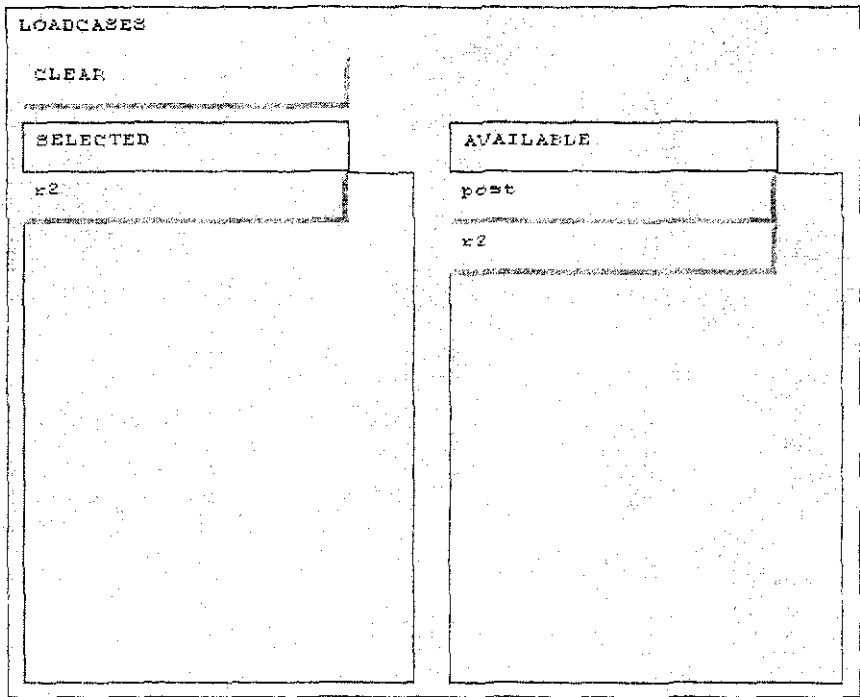 LOADCASES
CLEAR
SELECTED
r2
AVAILABLE
post
r2